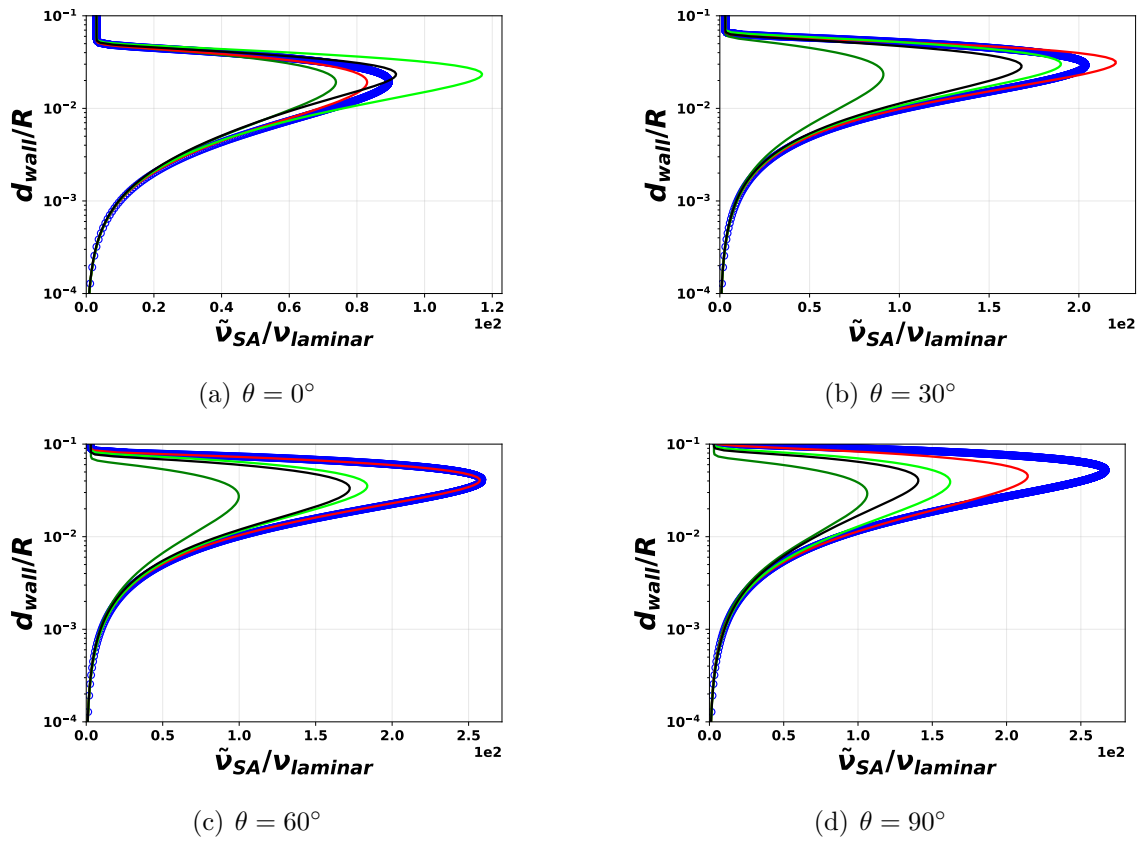 10⁻¹
10⁻²
10⁻³
10⁻⁴
d_wall/R
0.0 0.2 0.4 0.6 0.8 1.0 1.2
1e2
ν̃_SA/ν_laminar
(a) θ = 0°
10⁻¹
10⁻²
10⁻³
10⁻⁴
d_wall/R
0.0 0.5 1.0 1.5 2.0
1e2
ν̃_SA/ν_laminar
(b) θ = 30°
10⁻¹
10⁻²
10⁻³
10⁻⁴
d_wall/R
0.0 0.5 1.0 1.5 2.0 2.5
1e2
ν̃_SA/ν_laminar
(c) θ = 60°
10⁻¹
10⁻²
10⁻³
10⁻⁴
d_wall/R
0.0 0.5 1.0 1.5 2.0 2.5
1e2
ν̃_SA/ν_laminar
(d) θ = 90°